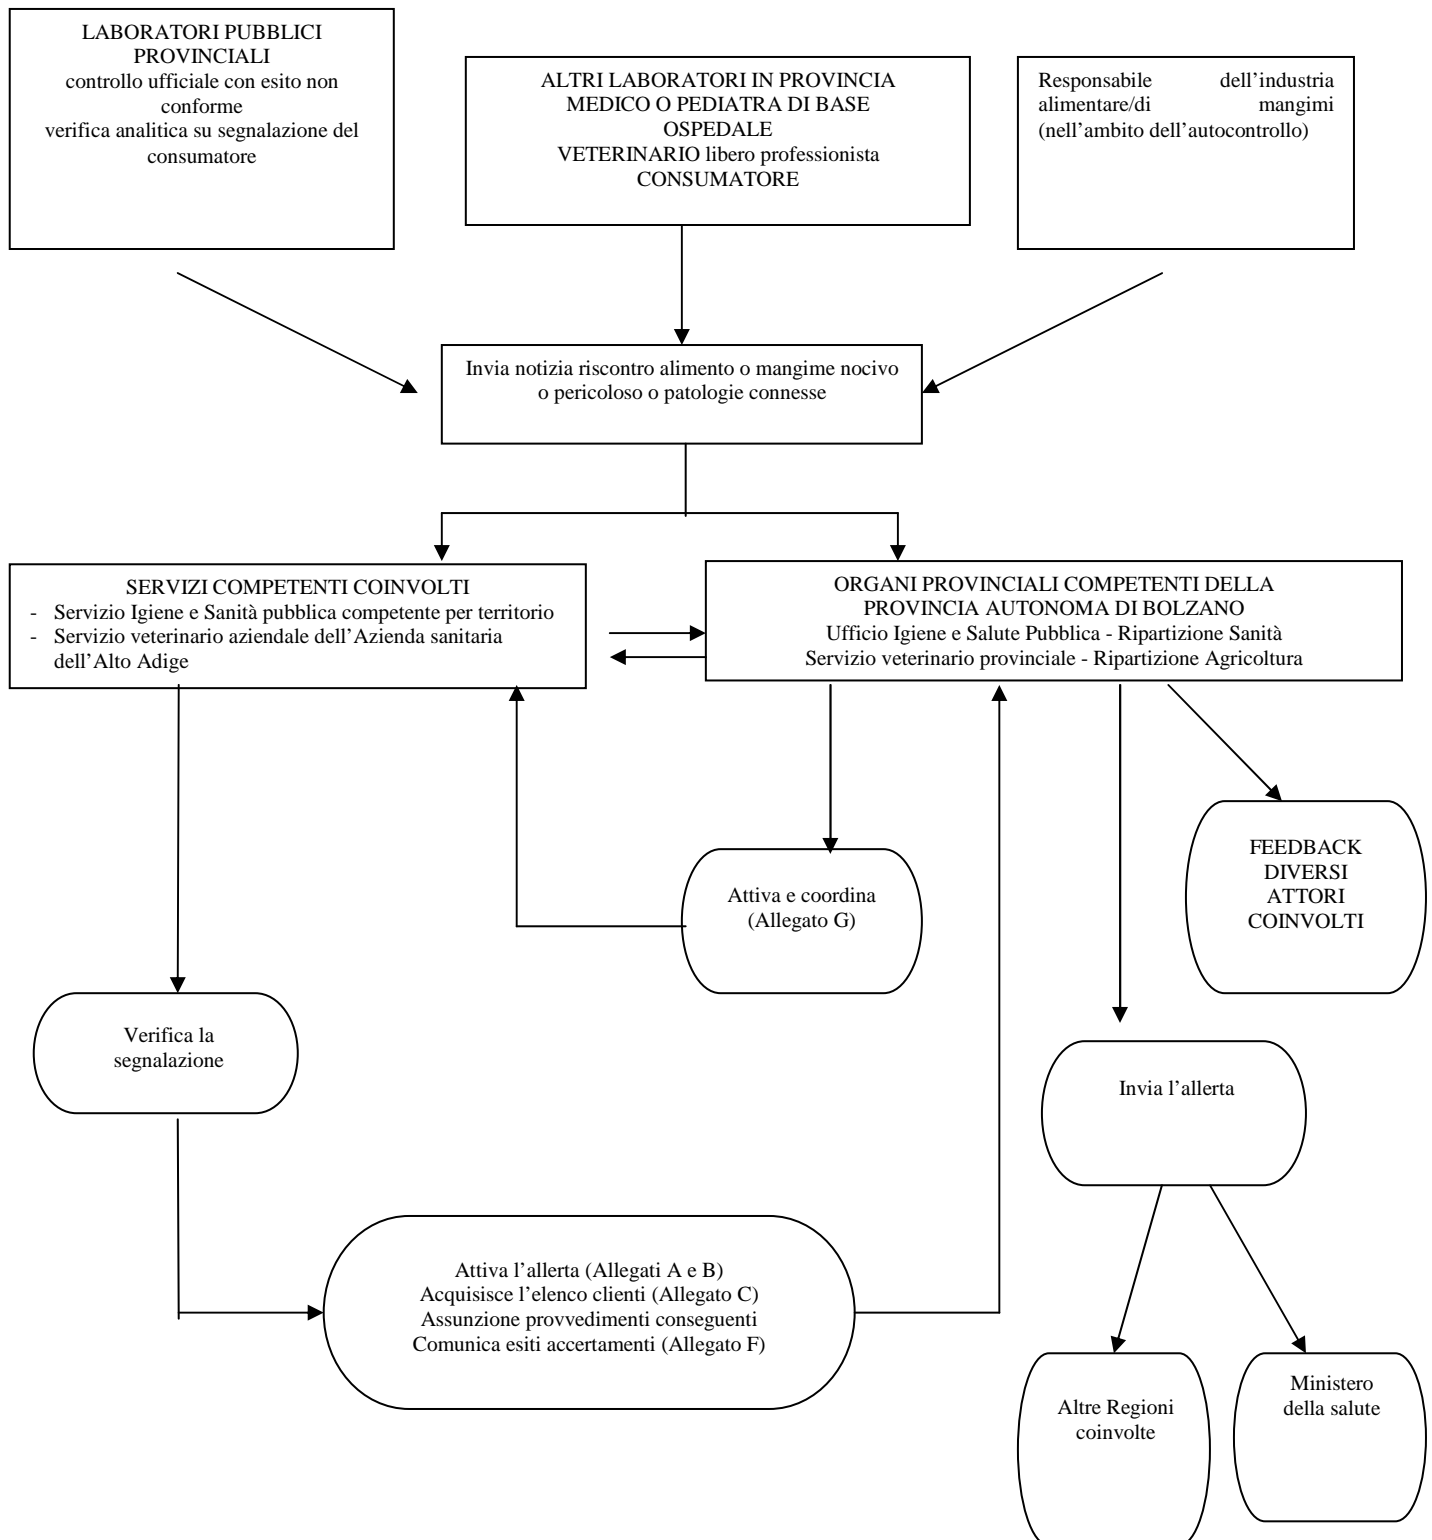 LABORATORI PUBBLICI
PROVINCIALI
controllo ufficiale con esito non
conforme
verifica analitica su segnalazione del
consumatore
ALTRI LABORATORI IN PROVINCIA
MEDICO O PEDIATRA DI BASE
OSPEDALE
VETERINARIO libero professionista
CONSUMATORE
Responsabile dell’industria
alimentare/di mangimi
(nell’ambito dell’autocontrollo)
Invia notizia riscontro alimento o mangime nocivo
o pericoloso o patologie connesse
SERVIZI COMPETENTI COINVOLTI
- Servizio Igiene e Sanità pubblica competente per territorio
- Servizio veterinario aziendale dell’Azienda sanitaria
dell’Alto Adige
ORGANI PROVINCIALI COMPETENTI DELLA
PROVINCIA AUTONOMA DI BOLZANO
Ufficio Igiene e Salute Pubblica - Ripartizione Sanità
Servizio veterinario provinciale - Ripartizione Agricoltura
Attiva e coordina
(Allegato G)
FEEDBACK
DIVERSI
ATTORI
COINVOLTI
Verifica la
segnalazione
Invia l’allerta
Attiva l’allerta (Allegati A e B)
Acquisisce l’elenco clienti (Allegato C)
Assunzione provvedimenti conseguenti
Comunica esiti accertamenti (Allegato F)
Altre Regioni
coinvolte
Ministero
della salute